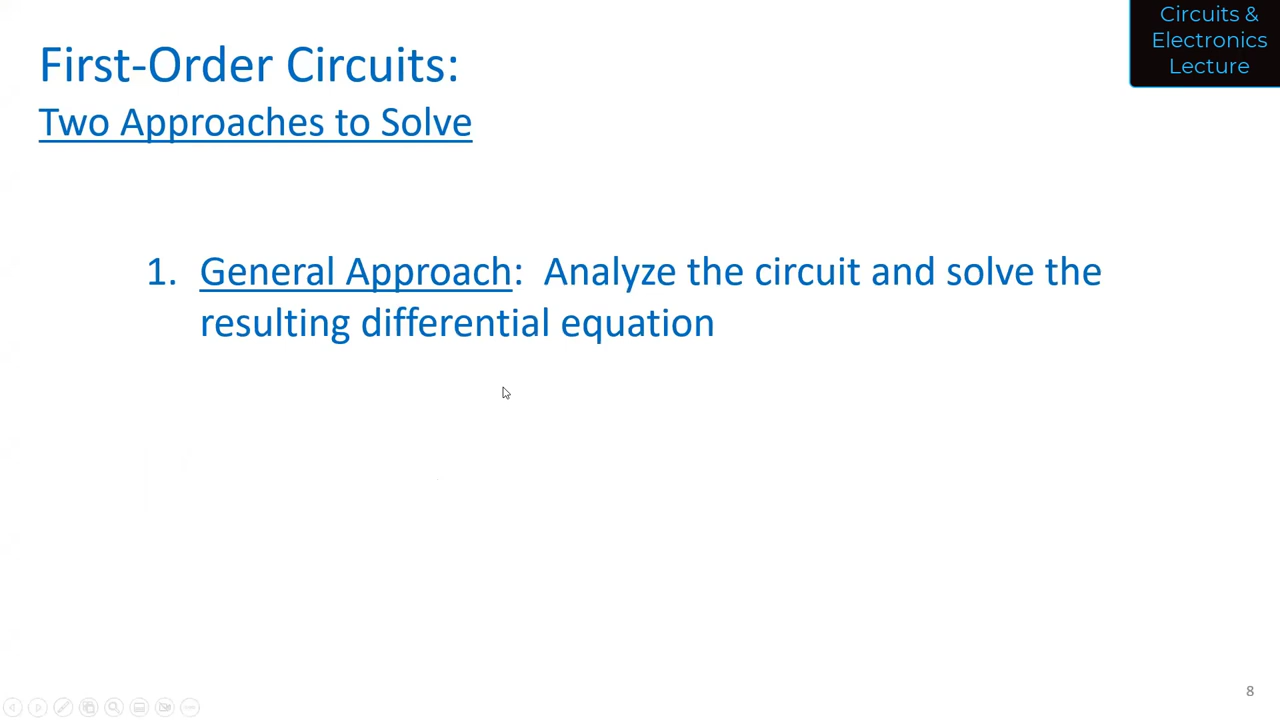 Circuits &
Electronics
Lecture
First-Order Circuits:
Two Approaches to Solve
1. General Approach: Analyze the circuit and solve the
resulting differential equation
8